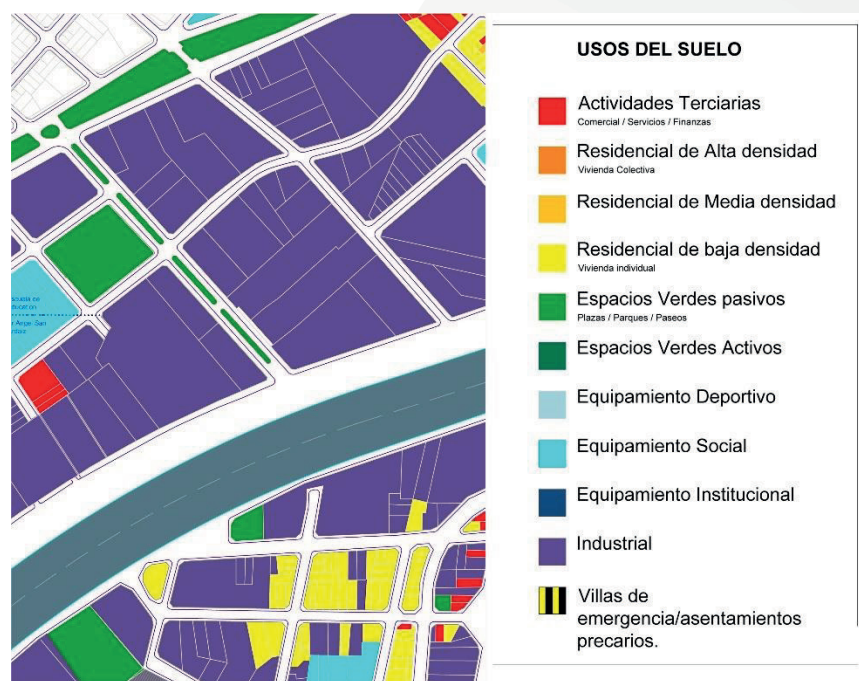 USOS DEL SUELO
Actividades Terciarias
Comercial / Servicios / Finanzas
Residencial de Alta densidad
Vivienda Colectiva
Residencial de Media densidad
Residencial de baja densidad
Vivienda individual
Espacios Verdes pasivos
Plazas / Parques / Paseos
Espacios Verdes Activos
Equipamiento Deportivo
Equipamiento Social
Equipamiento Institucional
Industrial
Villas de
emergencia/asentamientos
precarios.